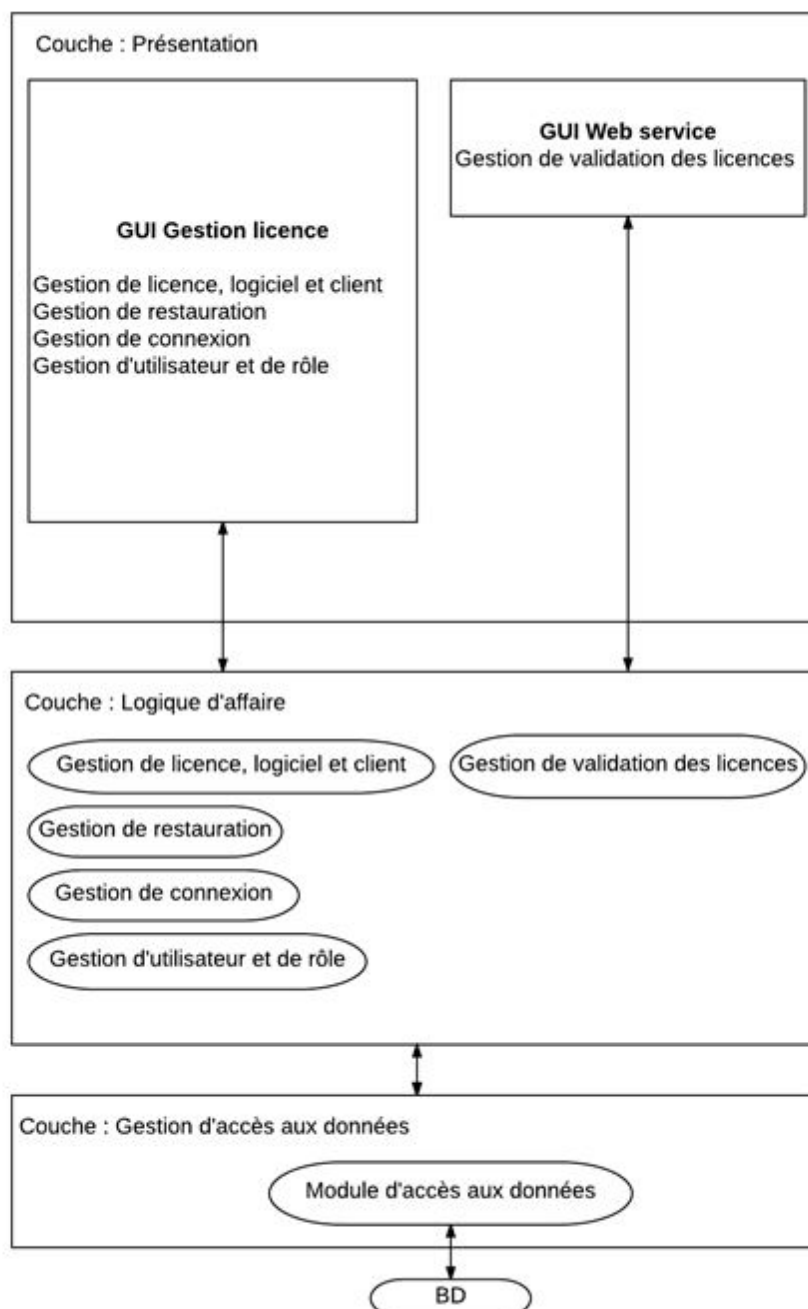 Couche : Présentation
GUI Gestion licence
Gestion de licence, logiciel et client
Gestion de restauration
Gestion de connexion
Gestion d'utilisateur et de rôle
GUI Web service
Gestion de validation des licences
Couche : Logique d'affaire
Gestion de licence, logiciel et client
Gestion de validation des licences
Gestion de restauration
Gestion de connexion
Gestion d'utilisateur et de rôle
Couche : Gestion d'accès aux données
Module d'accès aux données
BD